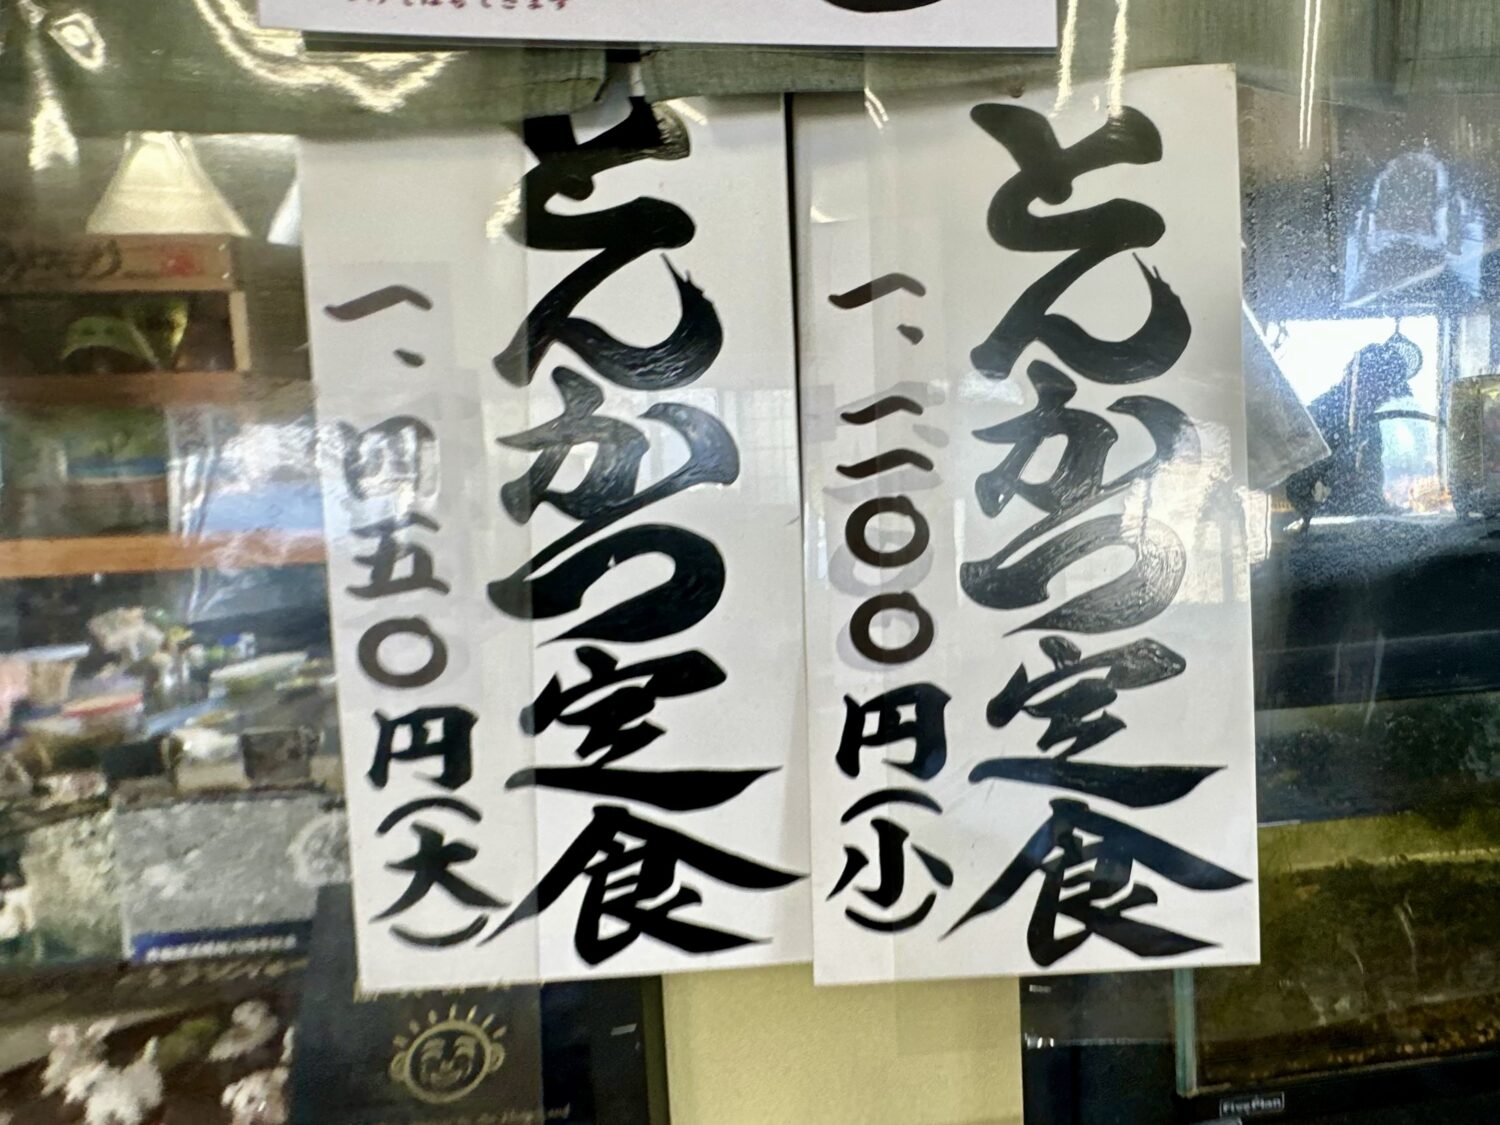 とんかつ定食
一、二〇〇円(小)
とんかつ定食
一、四五〇円(大)
FivePlan